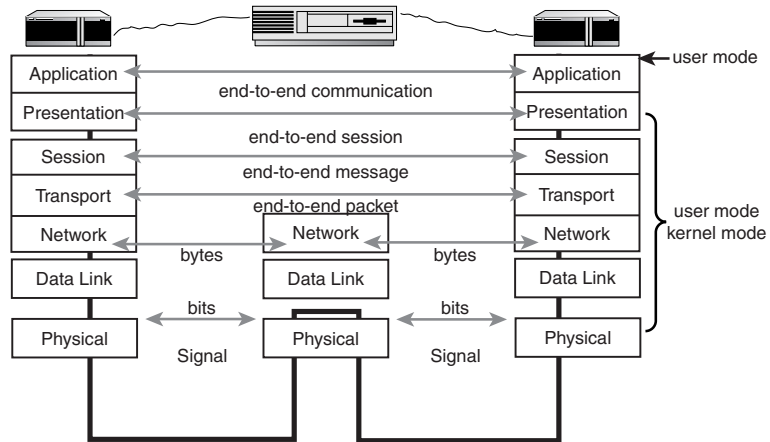 user mode
Application
Application
end-to-end communication
Presentation
Presentation
end-to-end session
Session
Session
end-to-end message
Transport
Transport
end-to-end packet
user mode
kernel mode
Network
Network
Network
bytes
bytes
Data Link
Data Link
Data Link
bits
bits
Physical
Physical
Physical
Signal
Signal